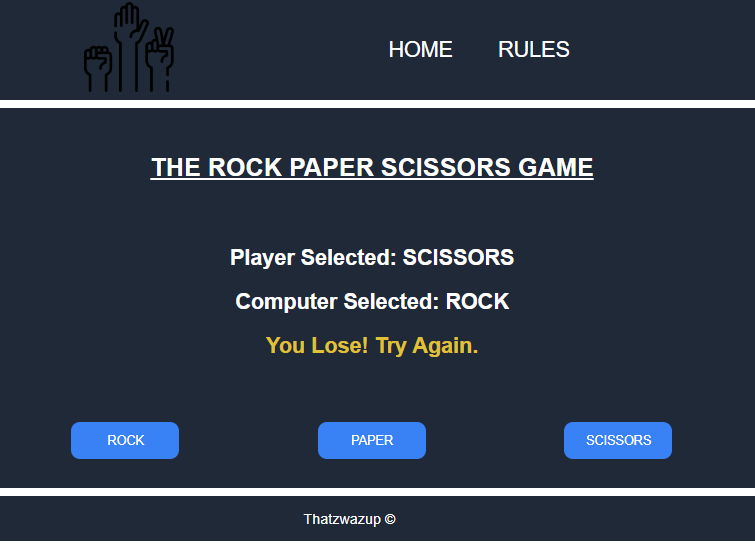 HOME RULES
THE ROCK PAPER SCISSORS GAME
Player Selected: SCISSORS
Computer Selected: ROCK
You Lose! Try Again.
ROCK PAPER SCISSORS
Thatzwazup ©